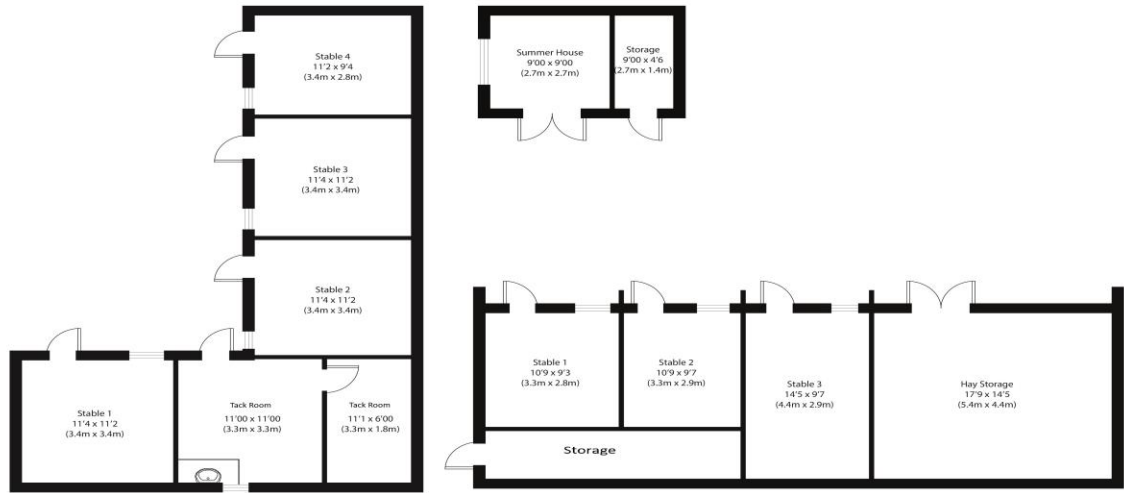 Stable 4
11'2 x 9'4
(3.4m x 2.8m)
Stable 3
11'4 x 11'2
(3.4m x 3.4m)
Stable 2
11'4 x 11'2
(3.4m x 3.4m)
Stable 1
11'4 x 11'2
(3.4m x 3.4m)
Tack Room
11'00 x 11'00
(3.3m x 3.3m)
Tack Room
11'1 x 6'00
(3.3m x 1.8m)
Summer House
9'00 x 9'00
(2.7m x 2.7m)
Storage
9'00 x 4'6
(2.7m x 1.4m)
Stable 1
10'9 x 9'3
(3.3m x 2.8m)
Stable 2
10'9 x 9'7
(3.3m x 2.9m)
Stable 3
14'5 x 9'7
(4.4m x 2.9m)
Hay Storage
17'9 x 14'5
(5.4m x 4.4m)
Storage